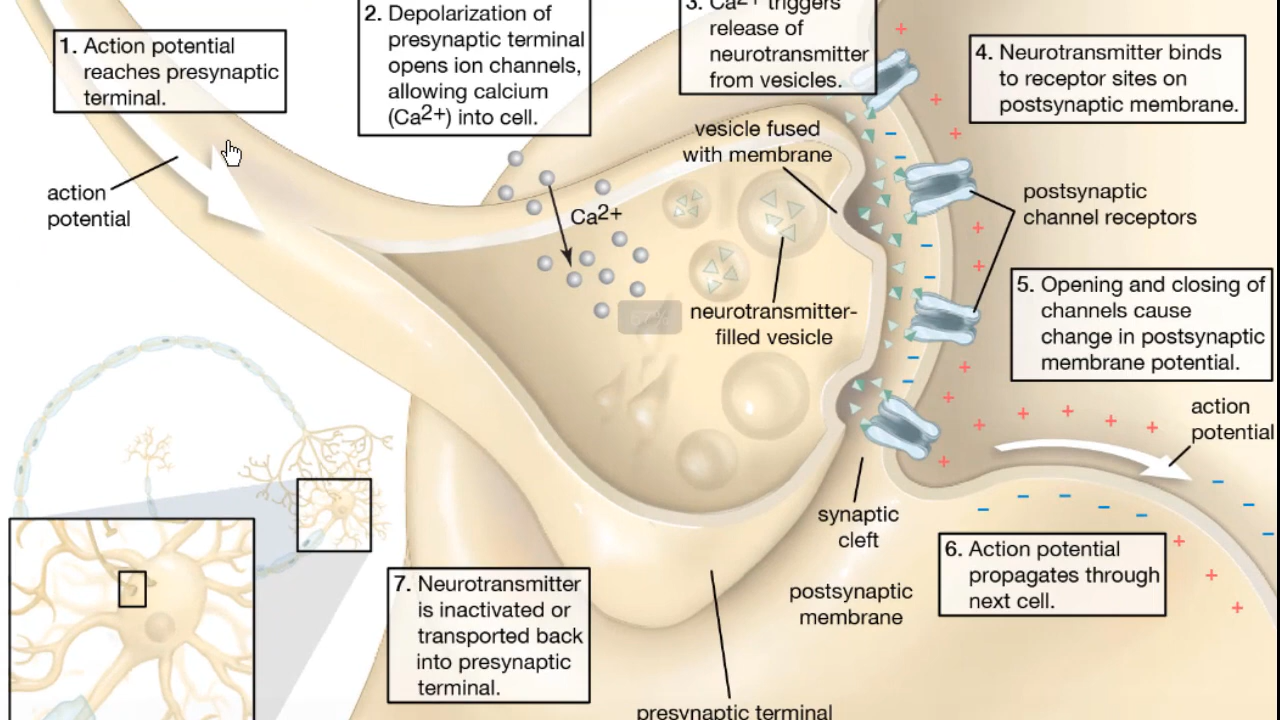 1. Action potential
reaches presynaptic
terminal.
2. Depolarization of
presynaptic terminal
opens ion channels,
allowing calcium
(Ca2+) into cell.
3. Ca2+ triggers
release of
neurotransmitter
from vesicles.
4. Neurotransmitter binds
to receptor sites on
postsynaptic membrane.
vesicle fused
with membrane
action
potential
Ca2+
postsynaptic
channel receptors
neurotransmitter-
filled vesicle
5. Opening and closing of
channels cause
change in postsynaptic
membrane potential.
action
potential
synaptic
cleft
6. Action potential
propagates through
next cell.
7. Neurotransmitter
is inactivated or
transported back
into presynaptic
terminal.
postsynaptic
membrane
presynaptic terminal